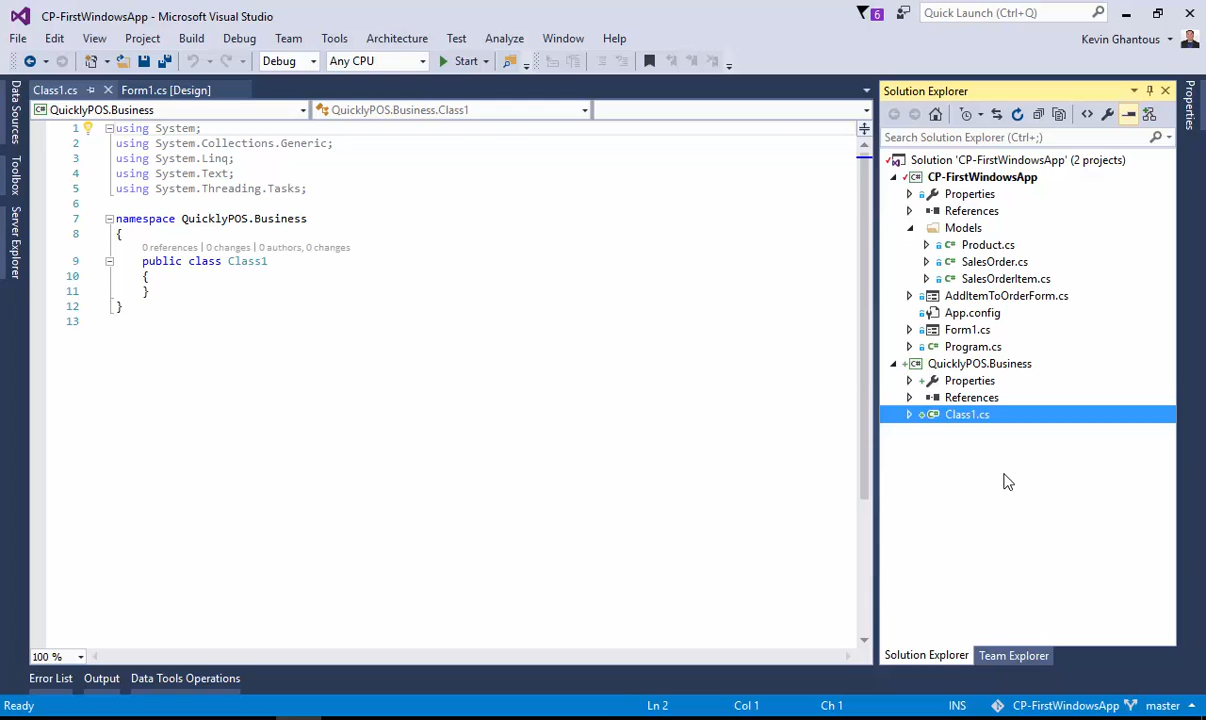 CP-FirstWindowsApp - Microsoft Visual Studio
6
Quick Launch (Ctrl+Q)
File Edit View Project Build Debug Team Tools Architecture Test Analyze Window Help
Kevin Ghantous
Debug Any CPU Start
Class1.cs Form1.cs [Design]
QuicklyPOS.Business QuicklyPOS.Business.Class1
1 using System;
2 using System.Collections.Generic;
3 using System.Linq;
4 using System.Text;
5 using System.Threading.Tasks;
6
7 namespace QuicklyPOS.Business
8 {
0 references | 0 changes | 0 authors, 0 changes
9 public class Class1
10 {
11 }
12 }
13
100 %
Data Sources
Toolbox
Server Explorer
Solution Explorer
Search Solution Explorer (Ctrl+;)
Solution 'CP-FirstWindowsApp' (2 projects)
CP-FirstWindowsApp
Properties
References
Models
Product.cs
SalesOrder.cs
SalesOrderItem.cs
AddItemToOrderForm.cs
App.config
Form1.cs
Program.cs
QuicklyPOS.Business
Properties
References
Class1.cs
Solution Explorer Team Explorer
Properties
Error List Output Data Tools Operations
Ready Ln 2 Col 1 Ch 1 INS CP-FirstWindowsApp master